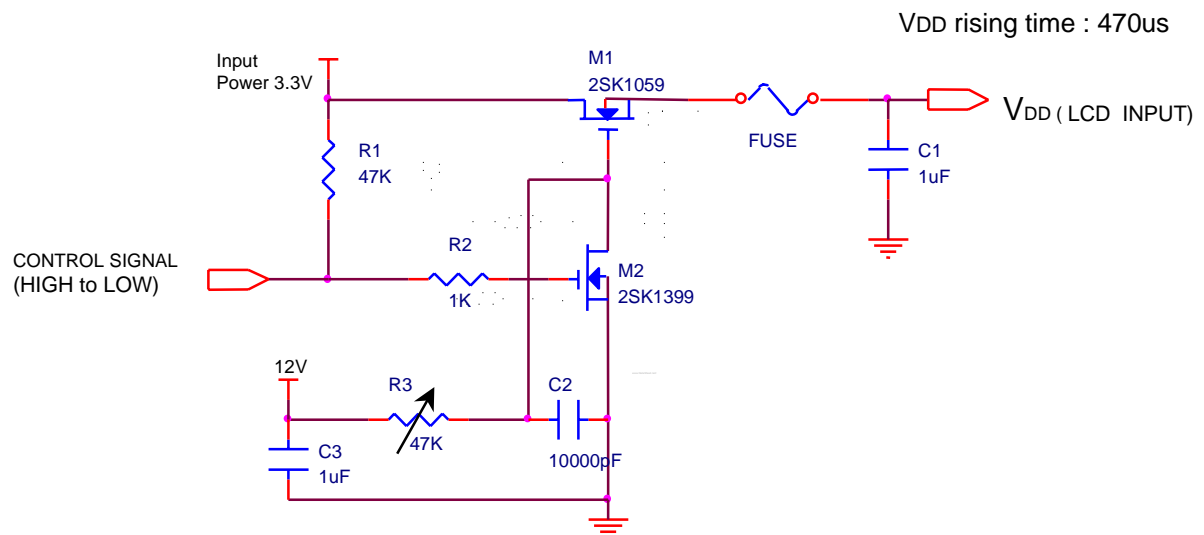 VDD rising time : 470us
Input
Power 3.3V
M1
2SK1059
VDD ( LCD INPUT)
FUSE
R1
47K
C1
1uF
CONTROL SIGNAL
(HIGH to LOW)
R2
1K
M2
2SK1399
12V
R3
47K
C2
10000pF
C3
1uF